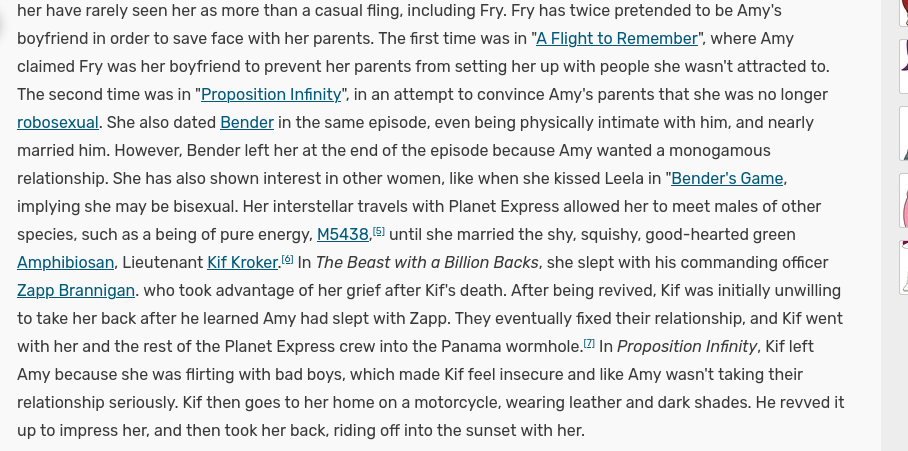 her have rarely seen her as more than a casual fling, including Fry. Fry has twice pretended to be Amy's
boyfriend in order to save face with her parents. The first time was in "A Flight to Remember", where Amy
claimed Fry was her boyfriend to prevent her parents from setting her up with people she wasn't attracted to.
The second time was in "Proposition Infinity", in an attempt to convince Amy's parents that she was no longer
robosexual. She also dated Bender in the same episode, even being physically intimate with him, and nearly
married him. However, Bender left her at the end of the episode because Amy wanted a monogamous
relationship. She has also shown interest in other women, like when she kissed Leela in "Bender's Game,
implying she may be bisexual. Her interstellar travels with Planet Express allowed her to meet males of other
species, such as a being of pure energy, M5438,[5] until she married the shy, squishy, good-hearted green
Amphibiosan, Lieutenant Kif Kroker.[6] In The Beast with a Billion Backs, she slept with his commanding officer
Zapp Brannigan. who took advantage of her grief after Kif's death. After being revived, Kif was initially unwilling
to take her back after he learned Amy had slept with Zapp. They eventually fixed their relationship, and Kif went
with her and the rest of the Planet Express crew into the Panama wormhole.[7] In Proposition Infinity, Kif left
Amy because she was flirting with bad boys, which made Kif feel insecure and like Amy wasn't taking their
relationship seriously. Kif then goes to her home on a motorcycle, wearing leather and dark shades. He revved it
up to impress her, and then took her back, riding off into the sunset with her.